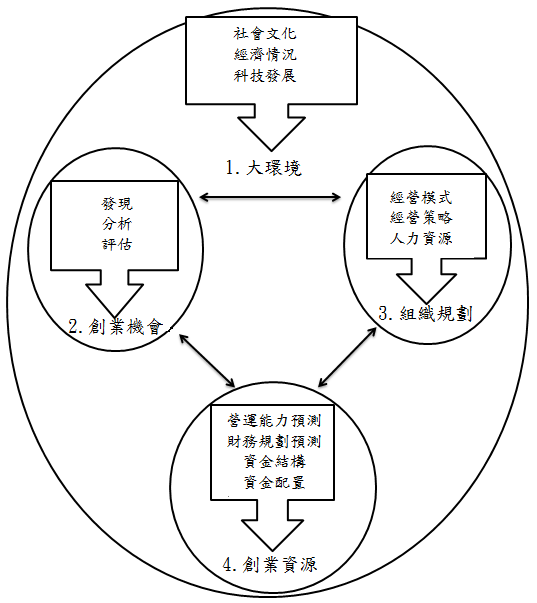 社會文化
經濟情況
科技發展
1.大環境
發現
分析
評估
2.創業機會
經營模式
經營策略
人力資源
3.組織規劃
營運能力預測
財務規劃預測
資金結構
資金配置
4.創業資源